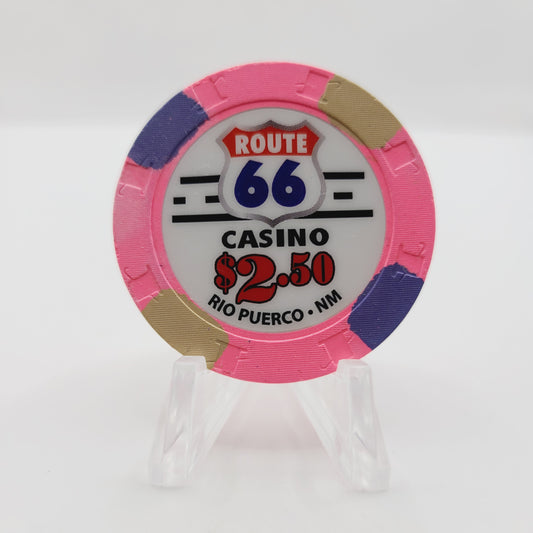 ROUTE
66
CASINO
$2.50
RIO PUERCO • NM